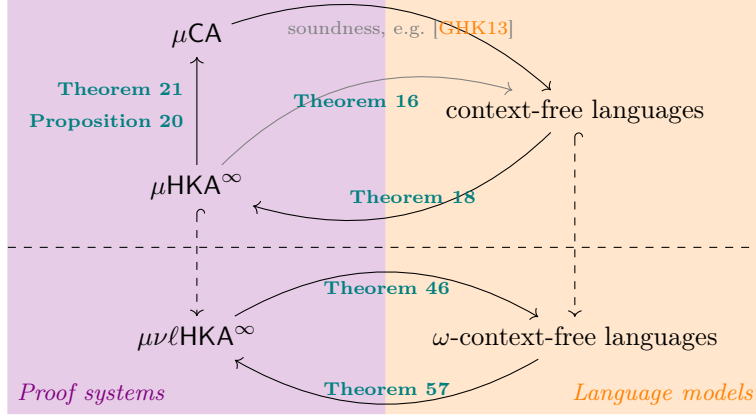 μCA
soundness, e.g. [GHK13]
Theorem 21
Theorem 16
Proposition 20
context-free languages
μHKA∞
Theorem 18
Theorem 46
μνℓHKA∞
ω-context-free languages
Theorem 57
Proof systems
Language models